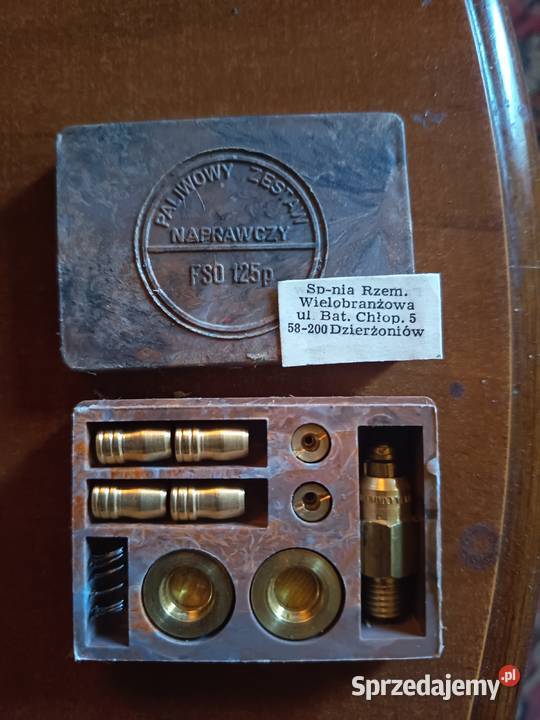 PALIWOWY ZESTAW
NAPRAWCZY
FSO 125p
Sp-nia Rzem.
Wielobranżowa
ul. Bat. Chłop. 5
58-200 Dzierżoniów
Sprzedajemy.pl